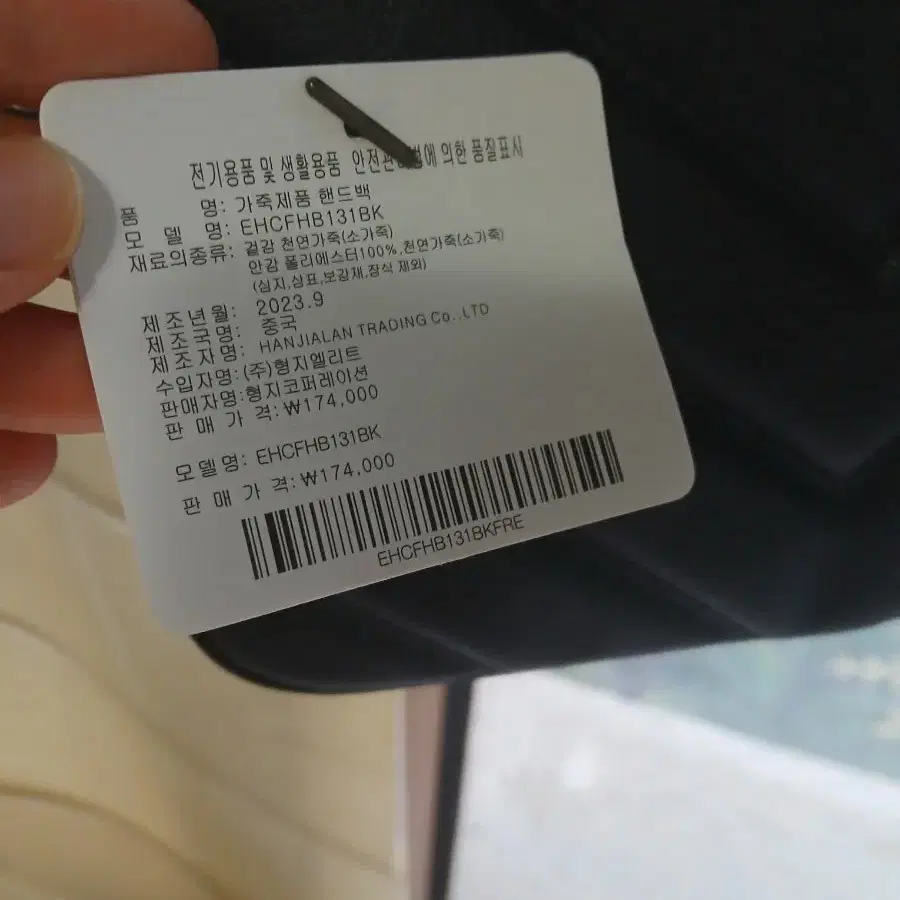 전기용품 및 생활용품 안전관리법에 의한 품질표시
품 명: 가죽제품 핸드백
모 델 명: EHCFHB131BK
재료의종류: 겉감 천연가죽(소가죽)
안감 폴리에스터100%,천연가죽(소가죽)
(심지,상표,보강재,장식 제외)
제조년월: 2023.9
제조국명: 중국
제조자명: HANJIALAN TRADING Co.,LTD
수입자명:(주)형지엘리트
판매자명:형지코퍼레이션
판 매 가 격:₩174,000
모델명: EHCFHB131BK
판 매 가 격:₩174,000
EHCFHB131BKFRE